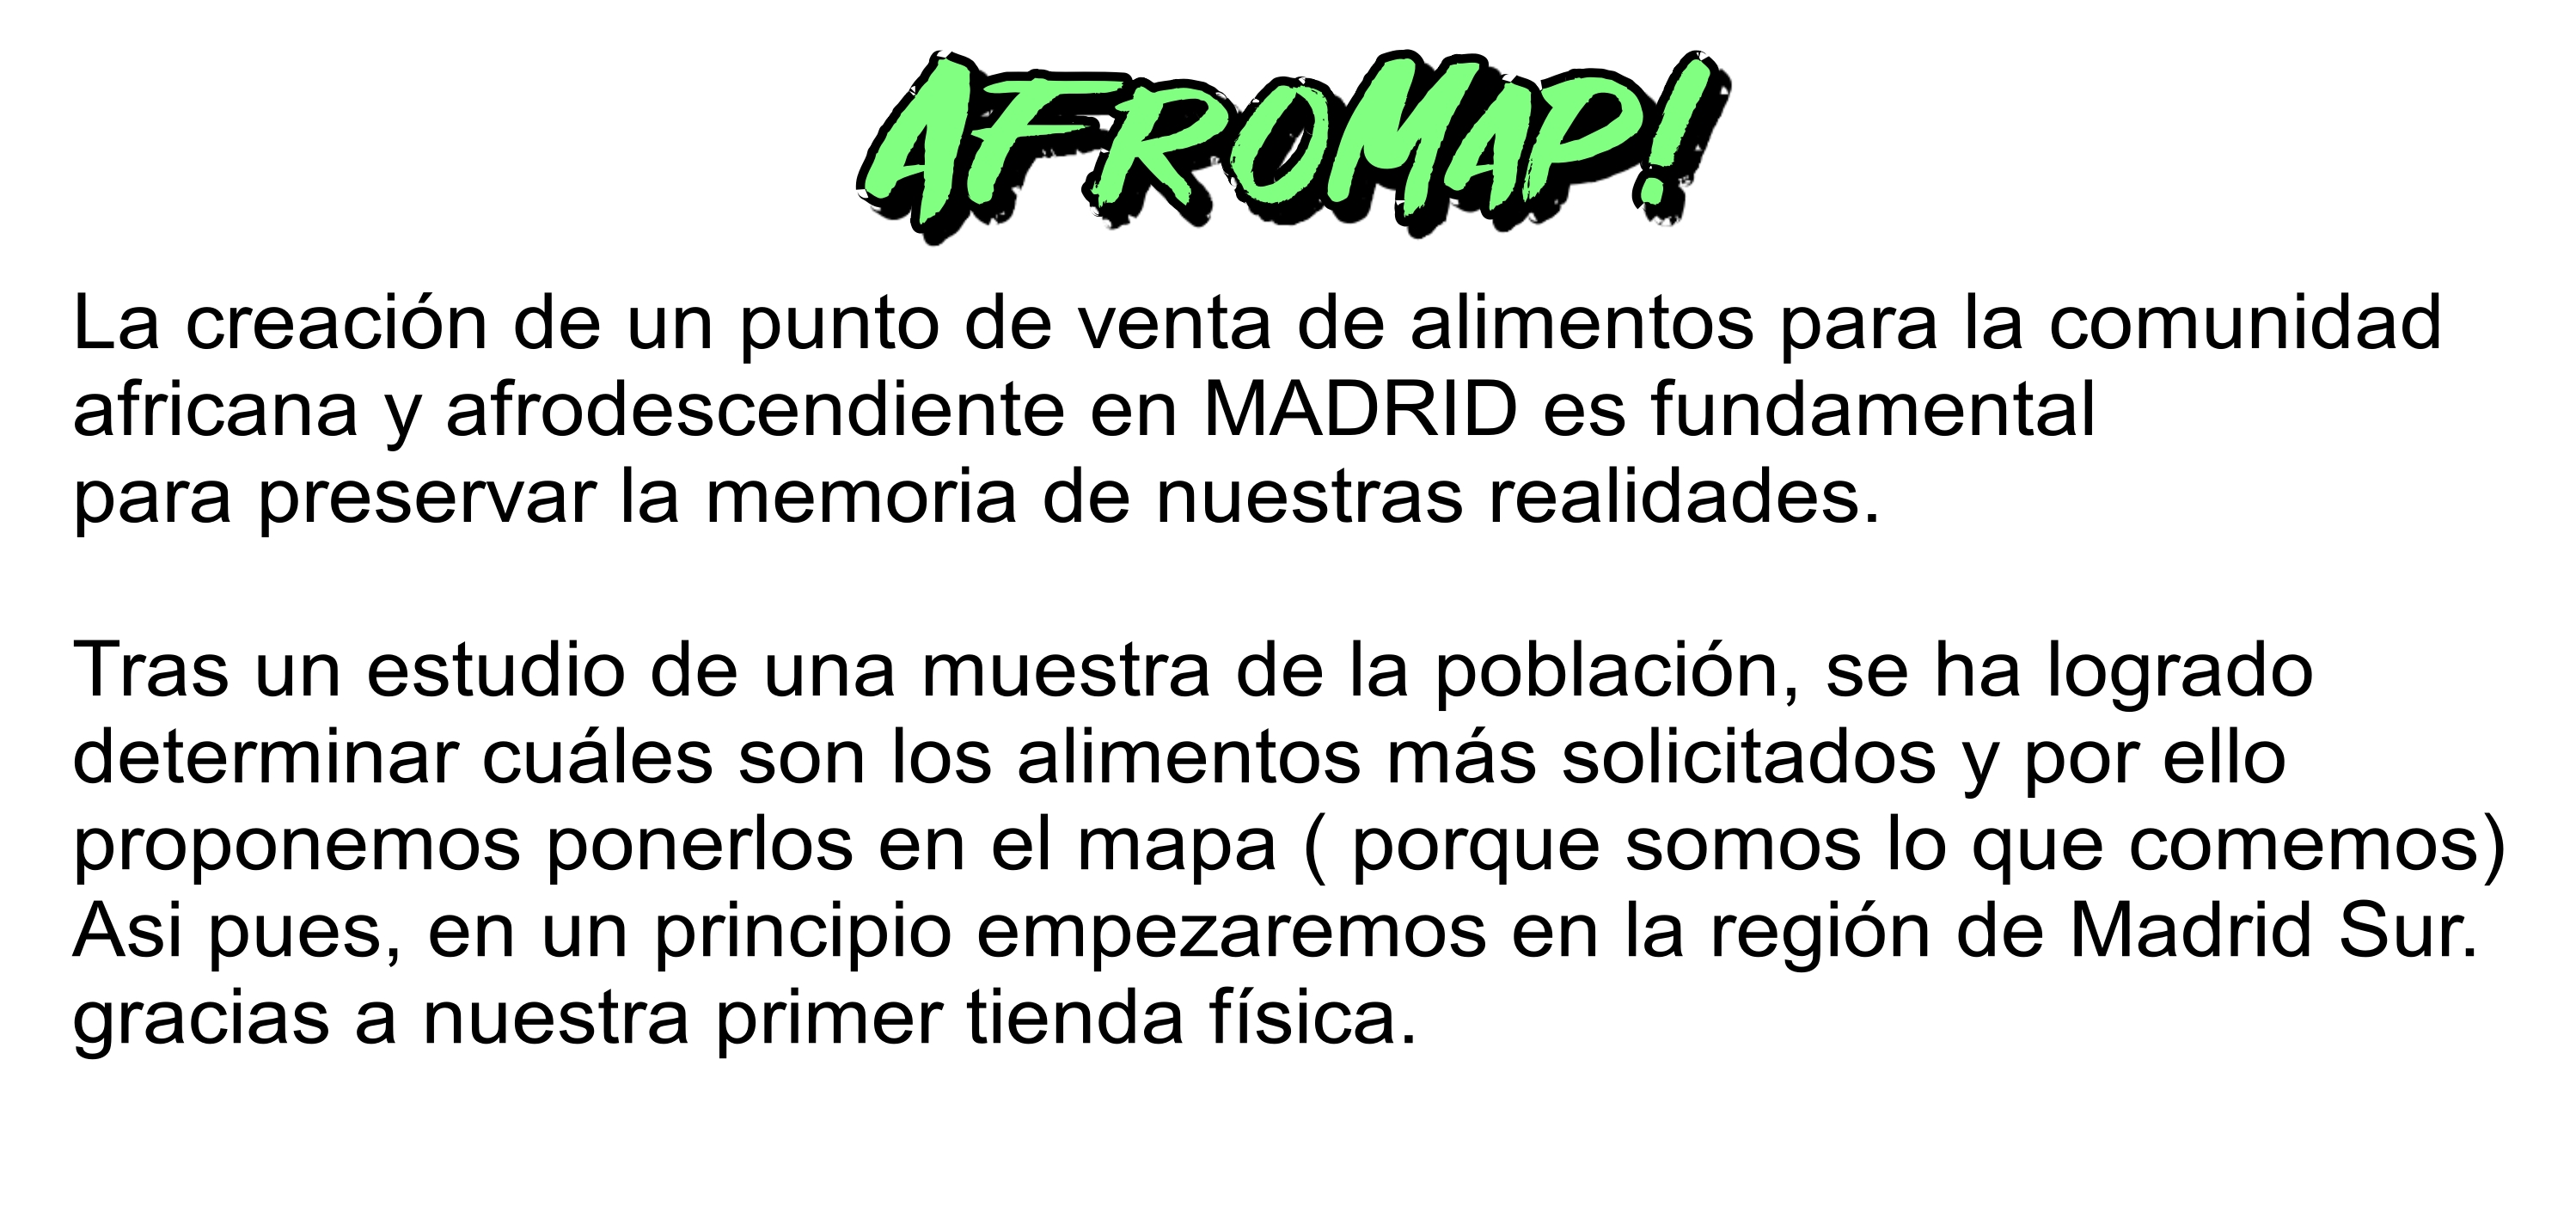 AFROMAP!
La creación de un punto de venta de alimentos para la comunidad
africana y afrodescendiente en MADRID es fundamental
para preservar la memoria de nuestras realidades.
Tras un estudio de una muestra de la población, se ha logrado
determinar cuáles son los alimentos más solicitados y por ello
proponemos ponerlos en el mapa ( porque somos lo que comemos)
Asi pues, en un principio empezaremos en la región de Madrid Sur.
gracias a nuestra primer tienda física.